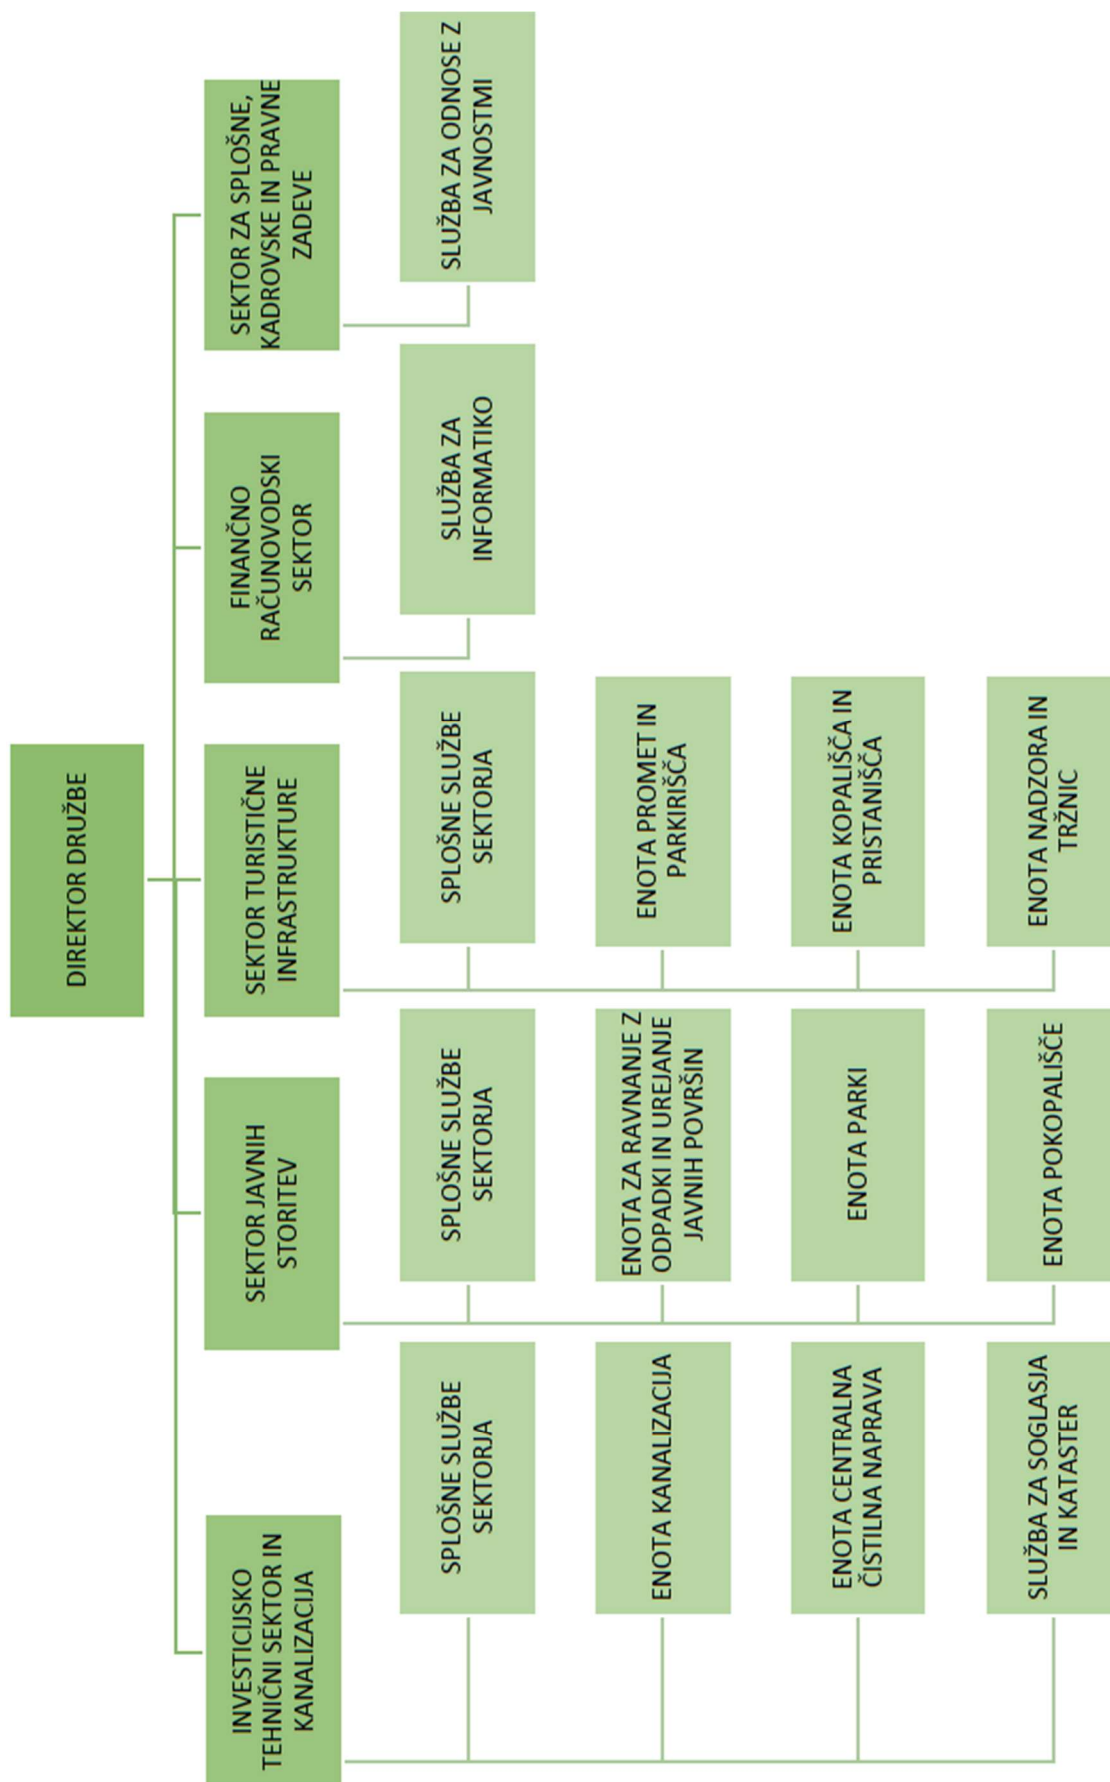 DIREKTOR DRUŽBE
INVESTICIJSKO
TEHNIČNI SEKTOR IN
KANALIZACIJA
SPLOŠNE SLUŽBE
SEKTORJA
ENOTA KANALIZACIJA
ENOTA CENTRALNA
ČISTILNA NAPRAVA
SLUŽBA ZA SOGLASJA
IN KATASTER
SEKTOR JAVNIH
STORITEV
SPLOŠNE SLUŽBE
SEKTORJA
ENOTA ZA RAVNANJE Z
ODPADKI IN UREJANJE
JAVNIH POVRŠIN
ENOTA PARKI
ENOTA POKOPALIŠČE
SEKTOR TURISTIČNE
INFRASTRUKTURE
SPLOŠNE SLUŽBE
SEKTORJA
ENOTA PROMET IN
PARKIRIŠČA
ENOTA KOPALIŠČA IN
PRISTANIŠČA
ENOTA NADZORA IN
TRŽNIC
FINANČNO
RAČUNOVODSKI
SEKTOR
SLUŽBA ZA
INFORMATIKO
SEKTOR ZA SPLOŠNE,
KADROVSKE IN PRAVNE
ZADEVE
SLUŽBA ZA ODNOSE Z
JAVNOSTMI